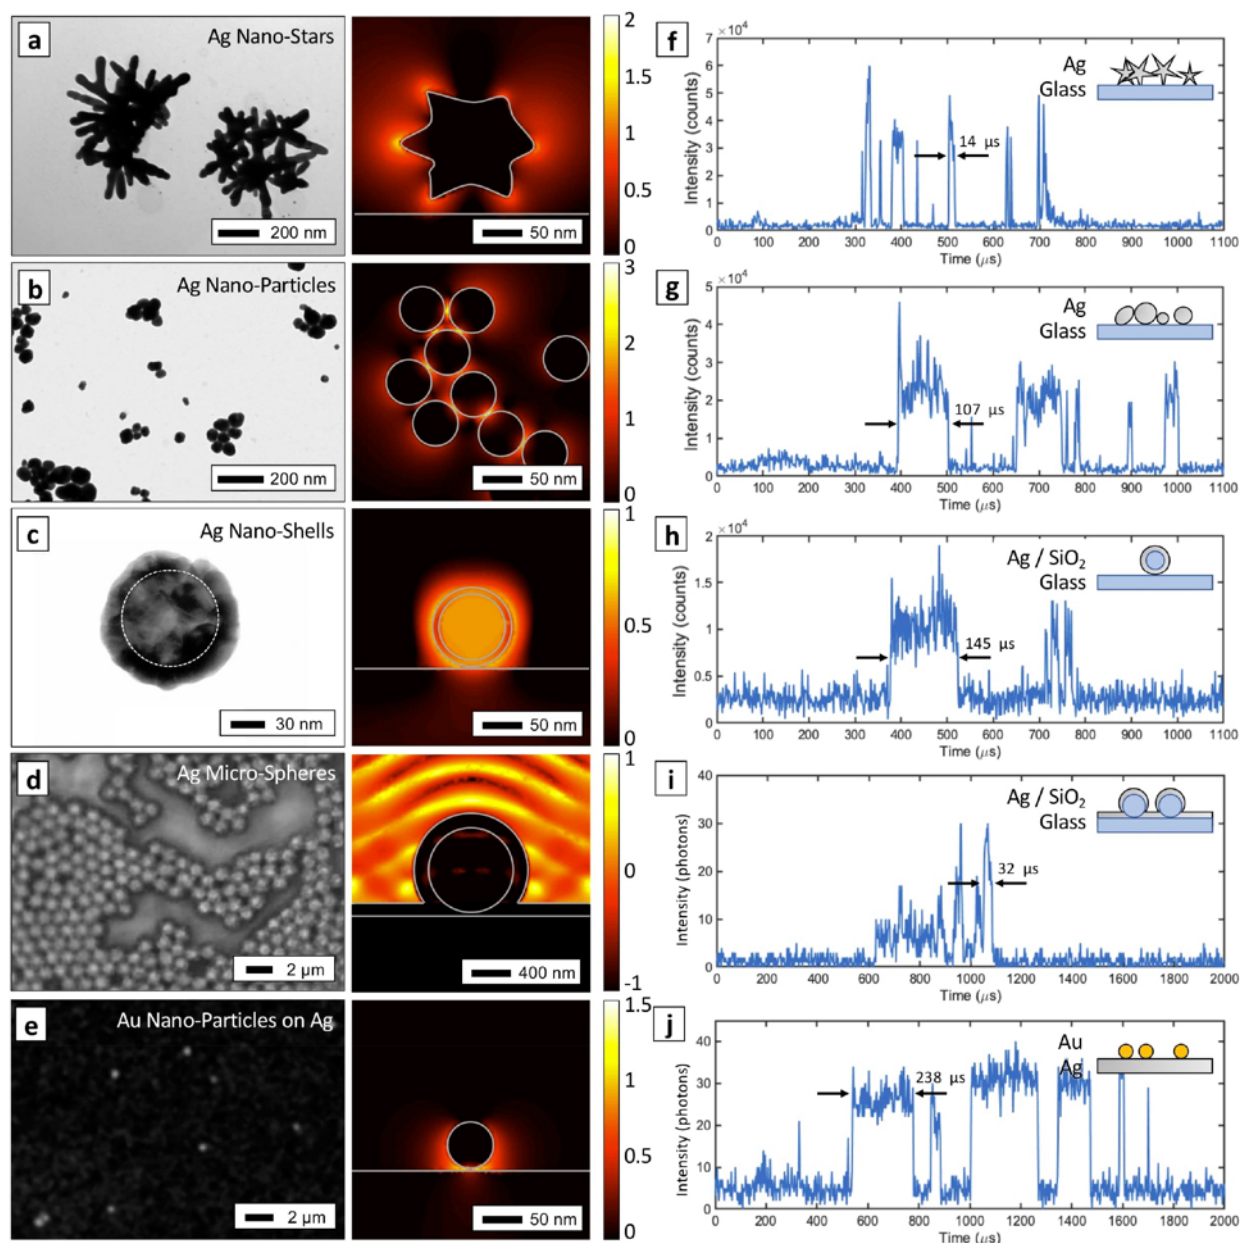 a
Ag Nano-Stars
200 nm
50 nm
2
1.5
1
0.5
0
f
×10⁴
Intensity (counts)
7
6
5
4
3
2
1
0
14 µs
Ag
Glass
0 100 200 300 400 500 600 700 800 900 1000 1100
Time (µs)
b
Ag Nano-Particles
200 nm
50 nm
3
2
1
0
g
×10⁴
Intensity (counts)
5
4
3
2
1
0
107 µs
Ag
Glass
0 100 200 300 400 500 600 700 800 900 1000 1100
Time (µs)
c
Ag Nano-Shells
30 nm
50 nm
1
0.5
0
h
×10⁴
Intensity (counts)
2
1.5
1
0.5
0
145 µs
Ag / SiO₂
Glass
0 100 200 300 400 500 600 700 800 900 1000 1100
Time (µs)
d
Ag Micro-Spheres
2 µm
400 nm
1
0
-1
i
Intensity (photons)
40
30
20
10
0
32 µs
Ag / SiO₂
Glass
0 200 400 600 800 1000 1200 1400 1600 1800 2000
Time (µs)
e
Au Nano-Particles on Ag
2 µm
50 nm
1.5
1
0.5
0
j
Intensity (photons)
40
30
20
10
0
238 µs
Au
Ag
0 200 400 600 800 1000 1200 1400 1600 1800 2000
Time (µs)